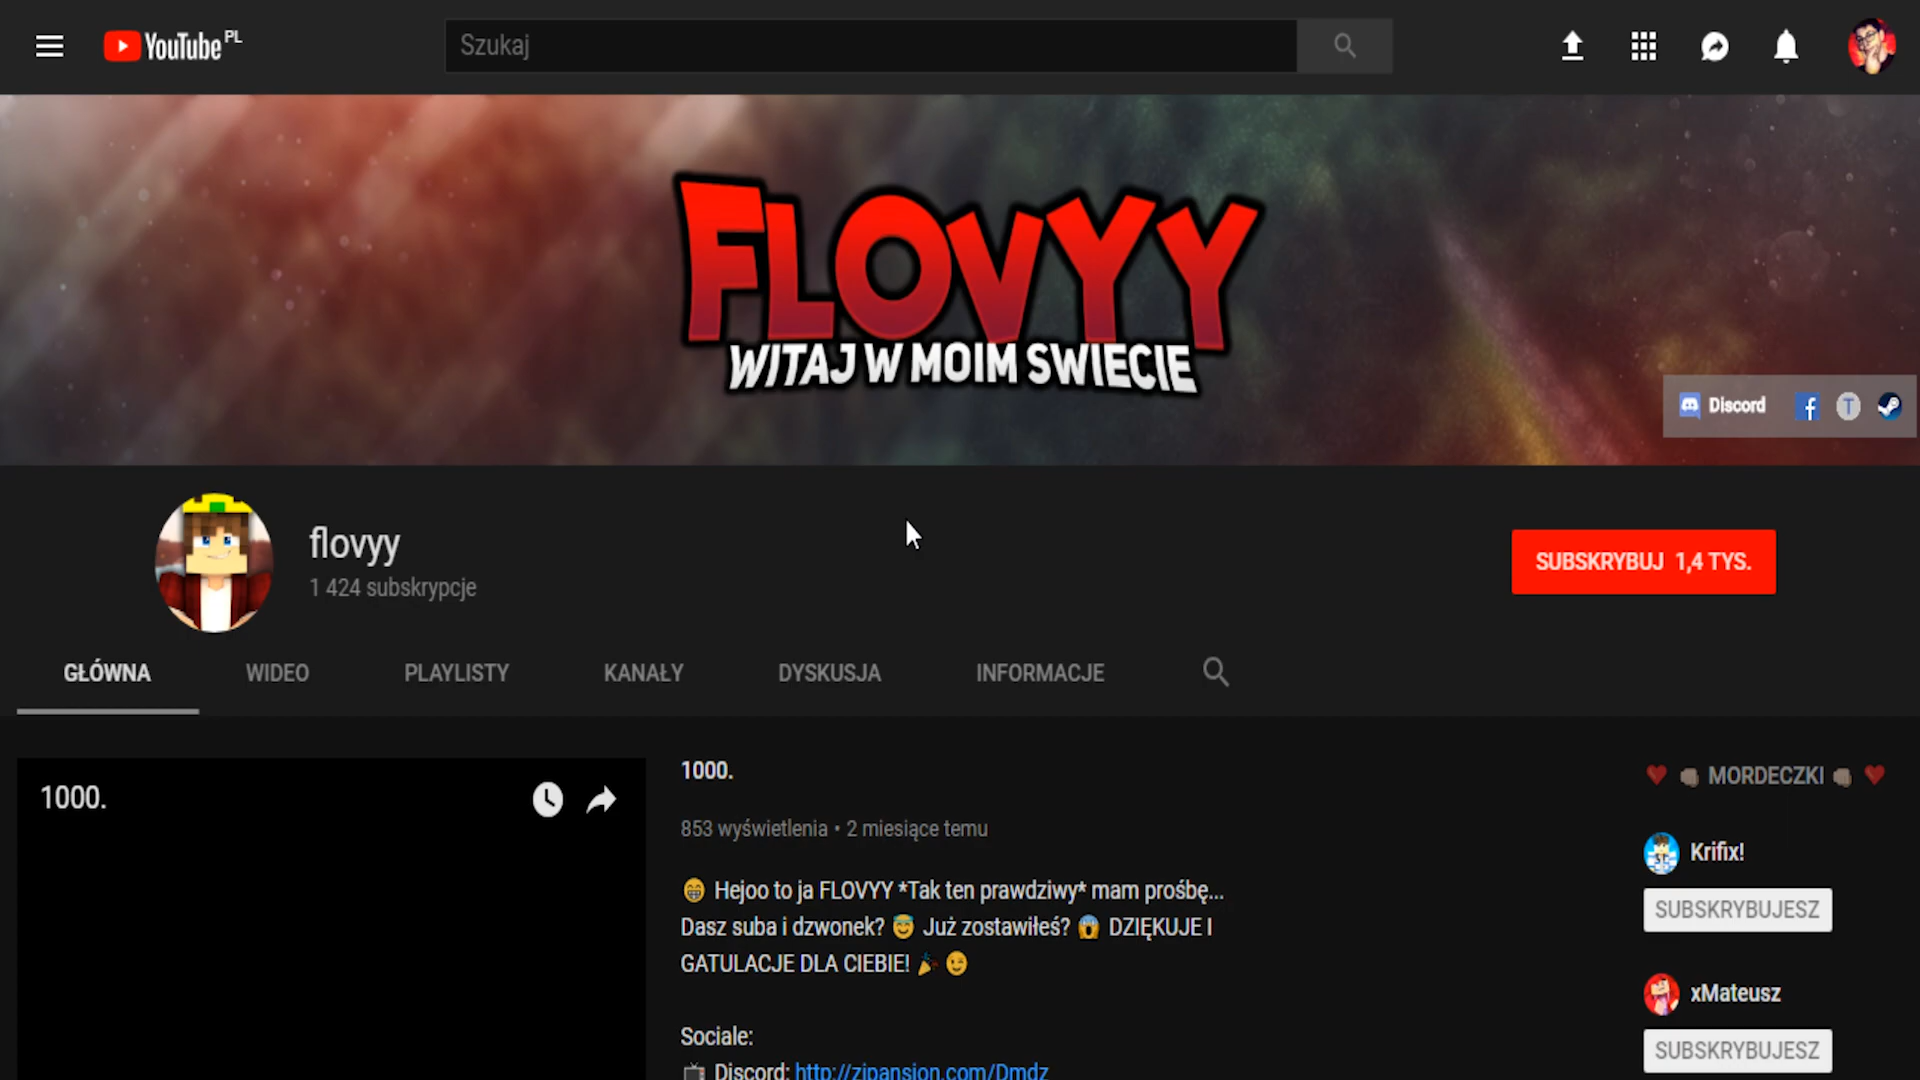 YouTube PL
Szukaj
FLOVYY
WITAJ W MOIM SWIECIE
Discord
flovyy
1 424 subskrypcje
SUBSKRYBUJ 1,4 TYS.
GŁÓWNA WIDEO PLAYLISTY KANAŁY DYSKUSJA INFORMACJE
1000.
1000.
853 wyświetlenia • 2 miesiące temu
😁 Hejoo to ja FLOVYY *Tak ten prawdziwy* mam prośbę...
Dasz suba i dzwonek? 😇 Już zostawiłeś? 😱 DZIĘKUJE I
GATULACJE DLA CIEBIE! 🎉 😉
Sociale:
📺 Discord: http://zipansion.com/Dmdz
❤ 👊 MORDECZKI 👊 ❤
Krifix!
SUBSKRYBUJESZ
xMateusz
SUBSKRYBUJESZ